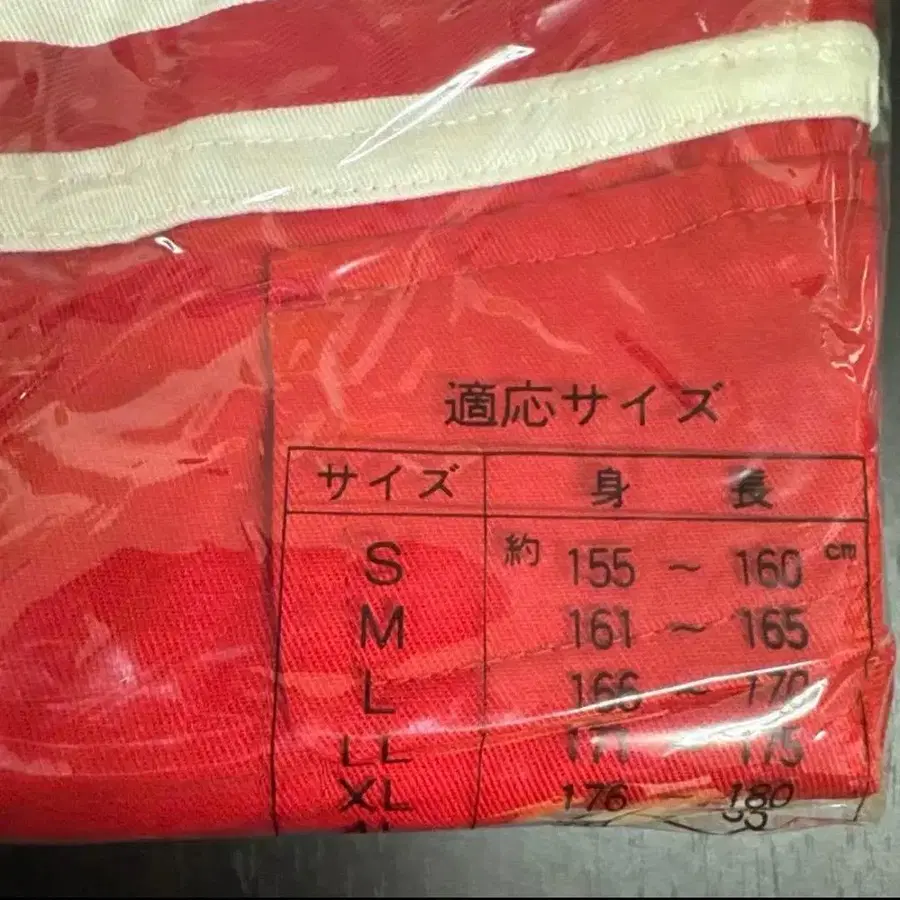 適応サイズ
サイズ 身長
S 約 155 ~ 160 cm
M 161 ~ 165
L 166 ~ 170
LL 171 ~ 175
XL 176 ~ 180